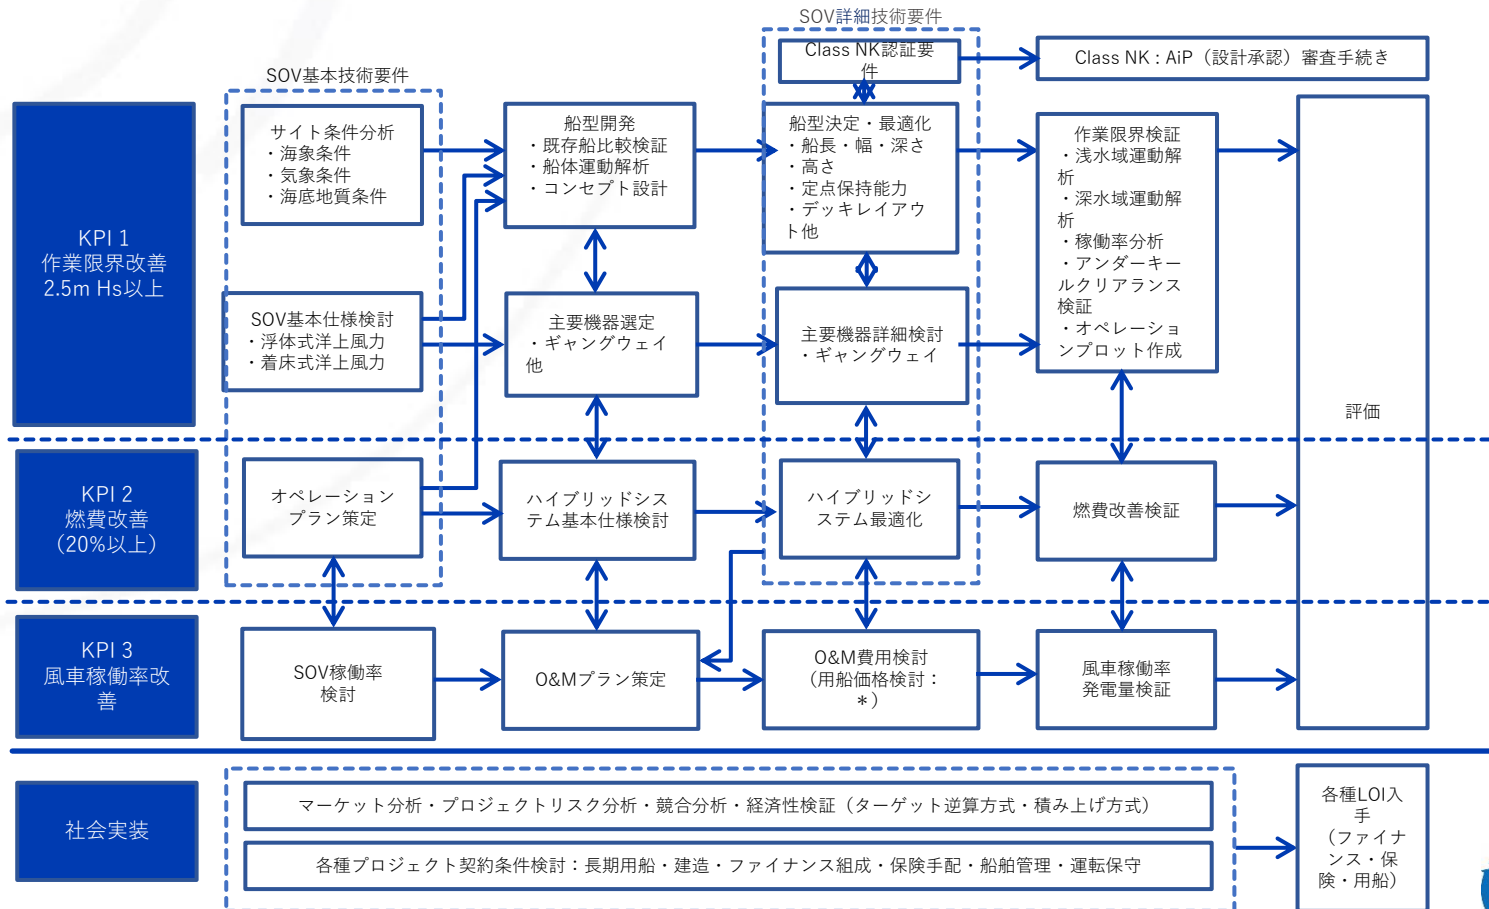 SOV詳細技術要件
Class NK認証要
件
Class NK : AiP（設計承認）審査手続き
SOV基本技術要件
KPI 1
作業限界改善
2.5m Hs以上
サイト条件分析
・海象条件
・気象条件
・海底地質条件
船型開発
・既存船比較検証
・船体運動解析
・コンセプト設計
船型決定・最適化
・船長・幅・深さ
・高さ
・定点保持能力
・デッキレイアウ
ト他
作業限界検証
・浅水域運動解
析
・深水域運動解
析
・稼働率分析
・アンダーキー
ルクリアランス
検証
・オペレーショ
ンプロット作成
SOV基本仕様検討
・浮体式洋上風力
・着床式洋上風力
主要機器選定
・ギャングウェイ
他
主要機器詳細検討
・ギャングウェイ
評価
KPI 2
燃費改善
（20%以上）
オペレーション
プラン策定
ハイブリッドシス
テム基本仕様検討
ハイブリッドシ
ステム最適化
燃費改善検証
KPI 3
風車稼働率改
善
SOV稼働率
検討
O&Mプラン策定
O&M費用検討
（用船価格検討：
＊）
風車稼働率
発電量検証
社会実装
マーケット分析・プロジェクトリスク分析・競合分析・経済性検証（ターゲット逆算方式・積み上げ方式）
各種プロジェクト契約条件検討：長期用船・建造・ファイナンス組成・保険手配・船舶管理・運転保守
各種LOI入
手
（ファイナ
ンス・保
険・用船）